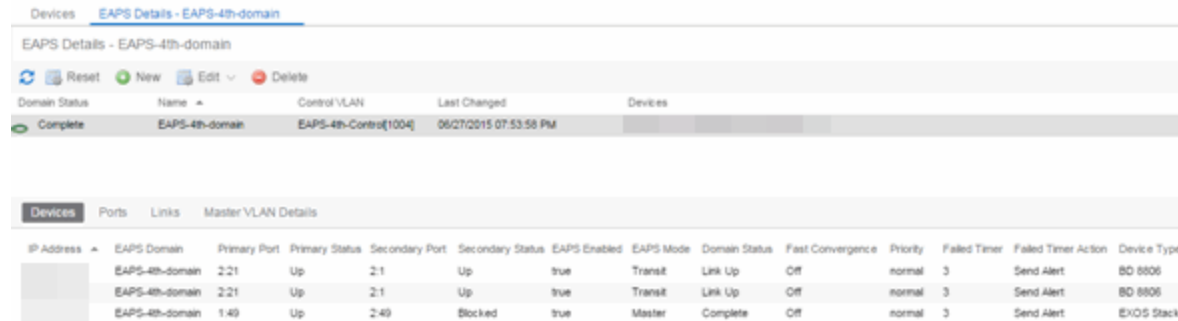 Devices EAPS Details - EAPS-4th-domain
EAPS Details - EAPS-4th-domain
Reset New Edit Delete
Domain Status Name Control VLAN Last Changed Devices
Complete EAPS-4th-domain EAPS-4th-Control[1004] 06/27/2015 07:53:58 PM
Devices Ports Links Master VLAN Details
IP Address EAPS Domain Primary Port Primary Status Secondary Port Secondary Status EAPS Enabled EAPS Mode Domain Status Fast Convergence Priority Failed Timer Failed Timer Action Device Type
EAPS-4th-domain 2:21 Up 2:1 Up true Transit Link Up Off normal 3 Send Alert BD 8806
EAPS-4th-domain 2:21 Up 2:1 Up true Transit Link Up Off normal 3 Send Alert BD 8806
EAPS-4th-domain 1:49 Up 2:49 Blocked true Master Complete Off normal 3 Send Alert EXOS Stack